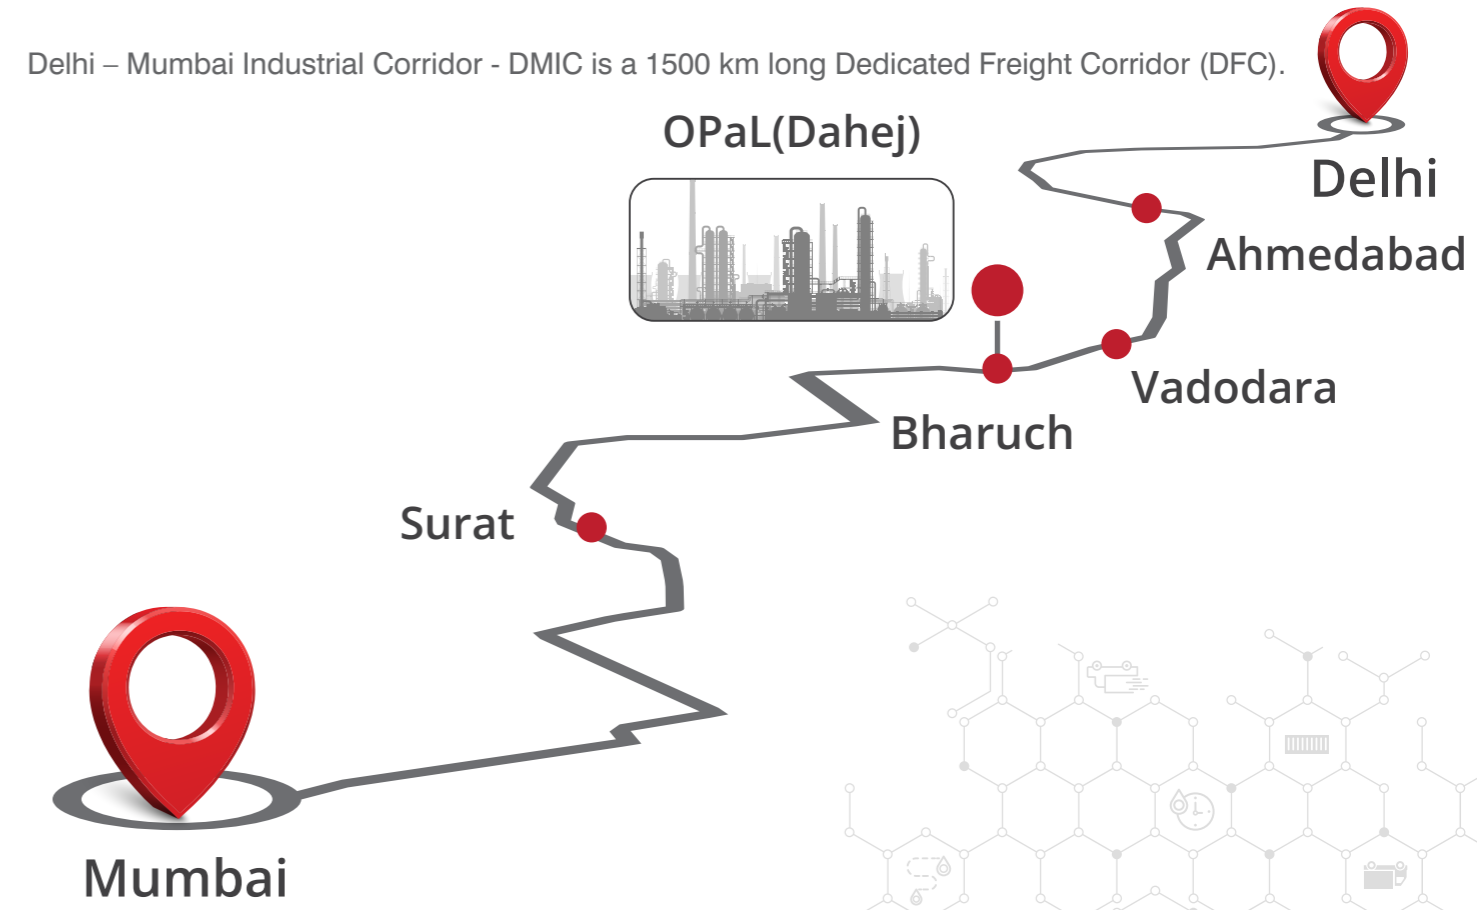 Delhi – Mumbai Industrial Corridor - DMIC is a 1500 km long Dedicated Freight Corridor (DFC).
OPaL(Dahej)
Delhi
Ahmedabad
Vadodara
Bharuch
Surat
Mumbai